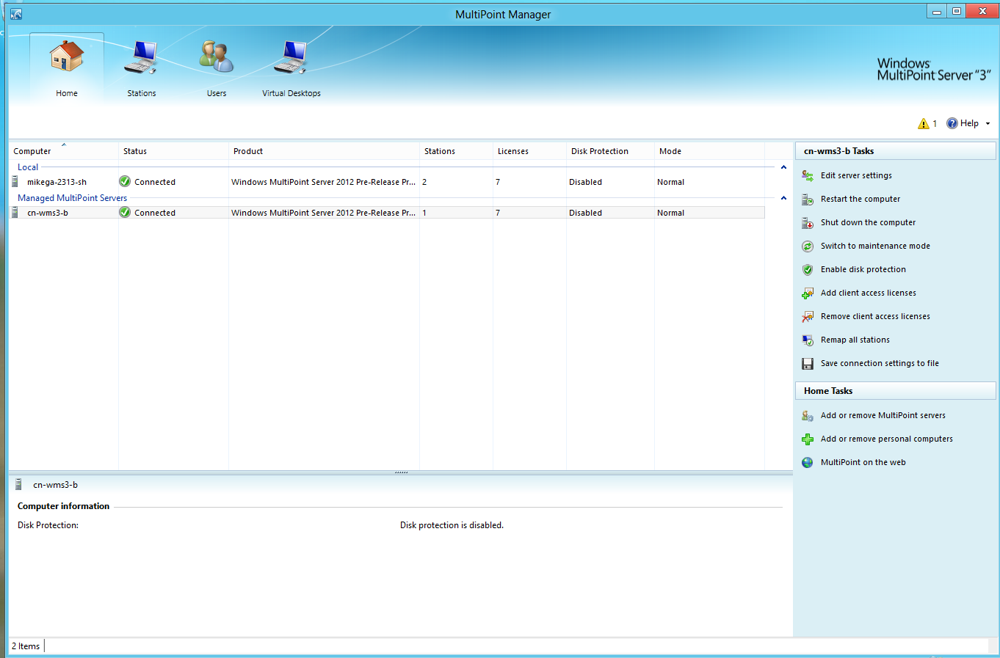 MultiPoint Manager
Home
Stations
Users
Virtual Desktops
Windows
MultiPoint Server "3"
1
Help
Computer Status Product Stations Licenses Disk Protection Mode
Local
mikega-2313-sh Connected Windows MultiPoint Server 2012 Pre-Release Pr... 2 7 Disabled Normal
Managed MultiPoint Servers
cn-wms3-b Connected Windows MultiPoint Server 2012 Pre-Release Pr... 1 7 Disabled Normal
cn-wms3-b Tasks
Edit server settings
Restart the computer
Shut down the computer
Switch to maintenance mode
Enable disk protection
Add client access licenses
Remove client access licenses
Remap all stations
Save connection settings to file
Home Tasks
Add or remove MultiPoint servers
Add or remove personal computers
MultiPoint on the web
cn-wms3-b
Computer information
Disk Protection: Disk protection is disabled.
2 Items